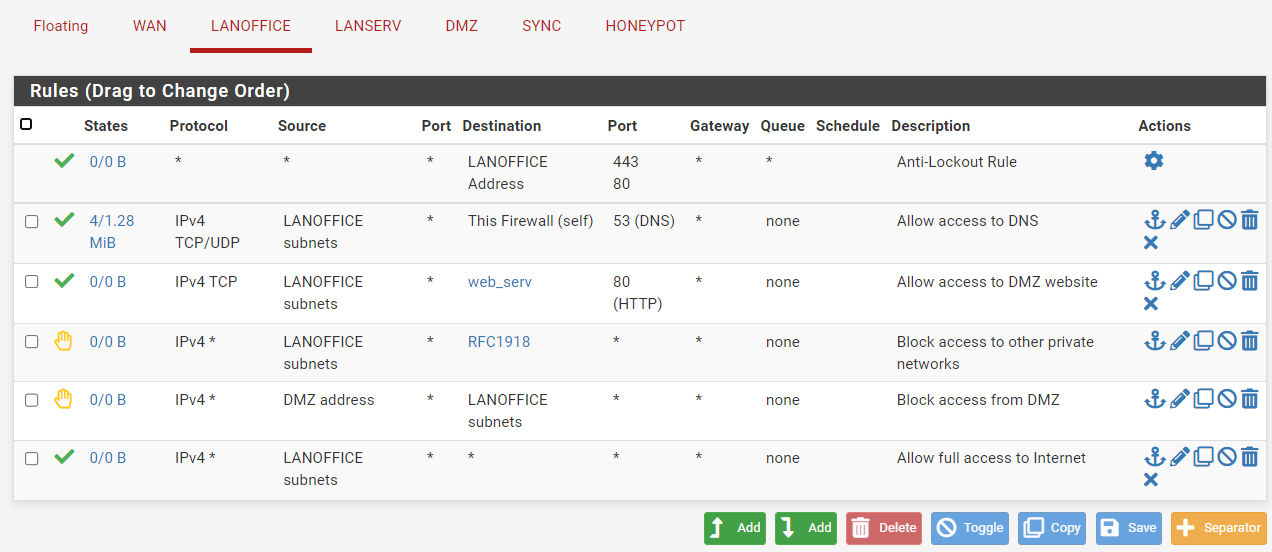 Floating WAN LANOFFICE LANSERV DMZ SYNC HONEYPOT
Rules (Drag to Change Order)
States Protocol Source Port Destination Port Gateway Queue Schedule Description Actions
0/0 B * * * LANOFFICE 443 * * Anti-Lockout Rule
Address 80
4/1.28 IPv4 LANOFFICE * This Firewall (self) 53 (DNS) * none Allow access to DNS
MiB TCP/UDP subnets
0/0 B IPv4 TCP LANOFFICE * web_serv 80 * none Allow access to DMZ website
subnets (HTTP)
0/0 B IPv4 * LANOFFICE * RFC1918 * * none Block access to other private
subnets networks
0/0 B IPv4 * DMZ address * LANOFFICE * * none Block access from DMZ
subnets
0/0 B IPv4 * LANOFFICE * * * * none Allow full access to Internet
subnets
Add Add Delete Toggle Copy Save Separator